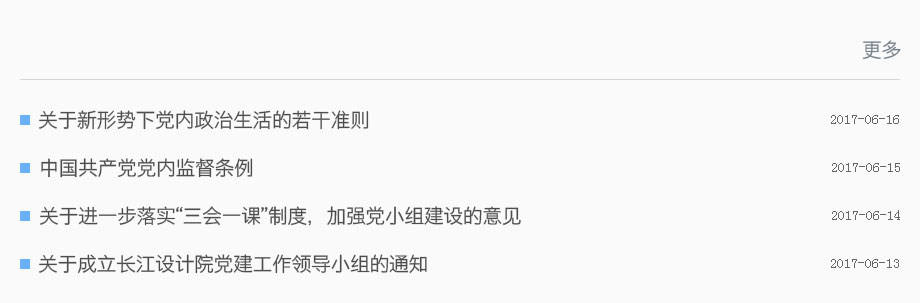 更多
关于新形势下党内政治生活的若干准则 2017-06-16
中国共产党党内监督条例 2017-06-15
关于进一步落实“三会一课”制度，加强党小组建设的意见 2017-06-14
关于成立长江设计院党建工作领导小组的通知 2017-06-13